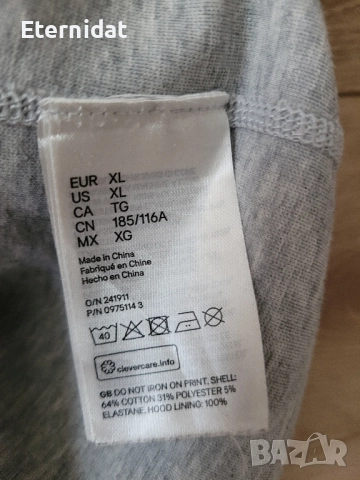 Eternidat
EUR XL
US XL
CA TG
CN 185/116A
MX XG
Made in China
Fabriqué en Chine
Hecho en China
O/N 241911
P/N 0975114 3
40
clevercare.info
GB DO NOT IRON ON PRINT. SHELL:
64% COTTON 31% POLYESTER 5%
ELASTANE. HOOD LINING: 100%
BAZAR